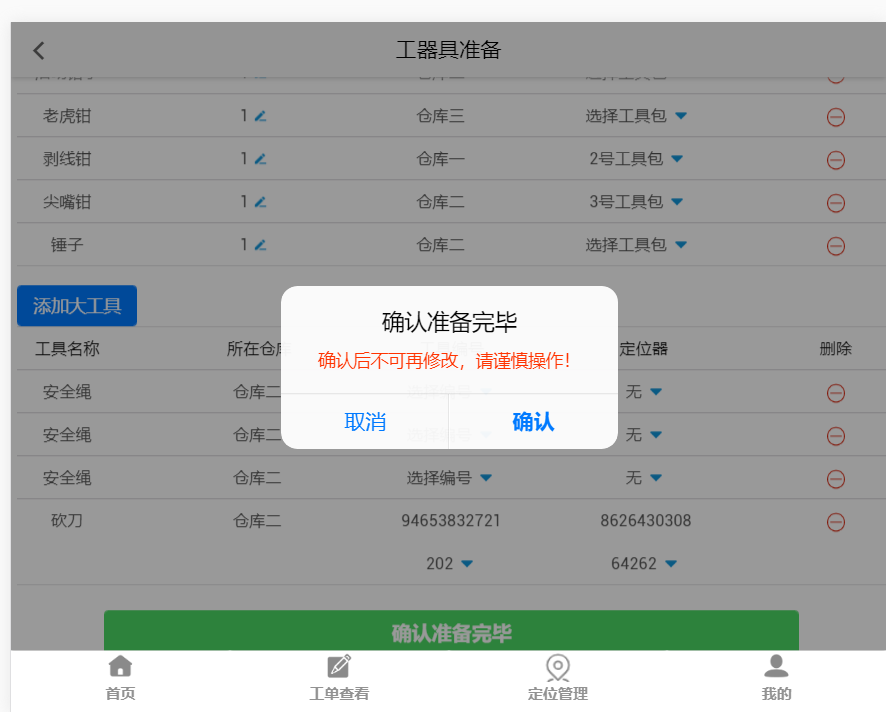 工器具准备
老虎钳 1 仓库三 选择工具包
剥线钳 1 仓库一 2号工具包
尖嘴钳 1 仓库二 3号工具包
锤子 1 仓库二 选择工具包
添加大工具
确认准备完毕
确认后不可再修改，请谨慎操作！
取消 确认
工具名称 所在仓库 定位器 删除
安全绳 仓库二 选择编号 无
安全绳 仓库二 无
安全绳 仓库二 选择编号 无
砍刀 仓库二 94653832721 8626430308
202 64262
确认准备完毕
首页 工单查看 定位管理 我的